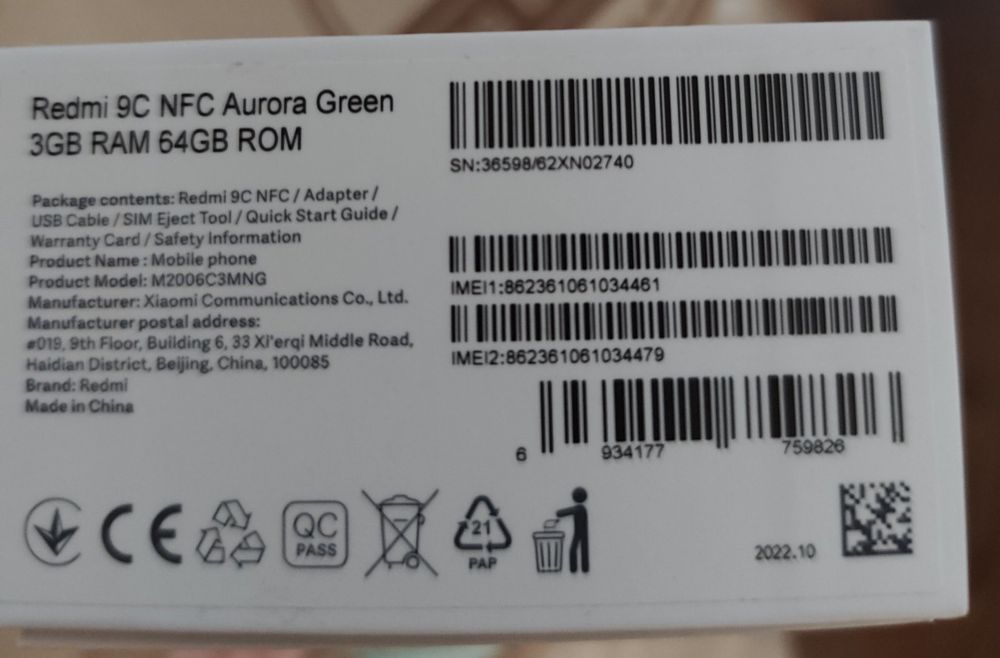 Redmi 9C NFC Aurora Green
3GB RAM 64GB ROM
Package contents: Redmi 9C NFC / Adapter /
USB Cable / SIM Eject Tool / Quick Start Guide /
Warranty Card / Safety Information
Product Name : Mobile phone
Product Model: M2006C3MNG
Manufacturer: Xiaomi Communications Co., Ltd.
Manufacturer postal address:
#019, 9th Floor, Building 6, 33 Xi'erqi Middle Road,
Haidian District, Beijing, China, 100085
Brand: Redmi
Made in China
SN:36598/62XN02740
IMEI1:862361061034461
IMEI2:862361061034479
6 934177 759826
CE
QC
PASS
21
PAP
2022.10